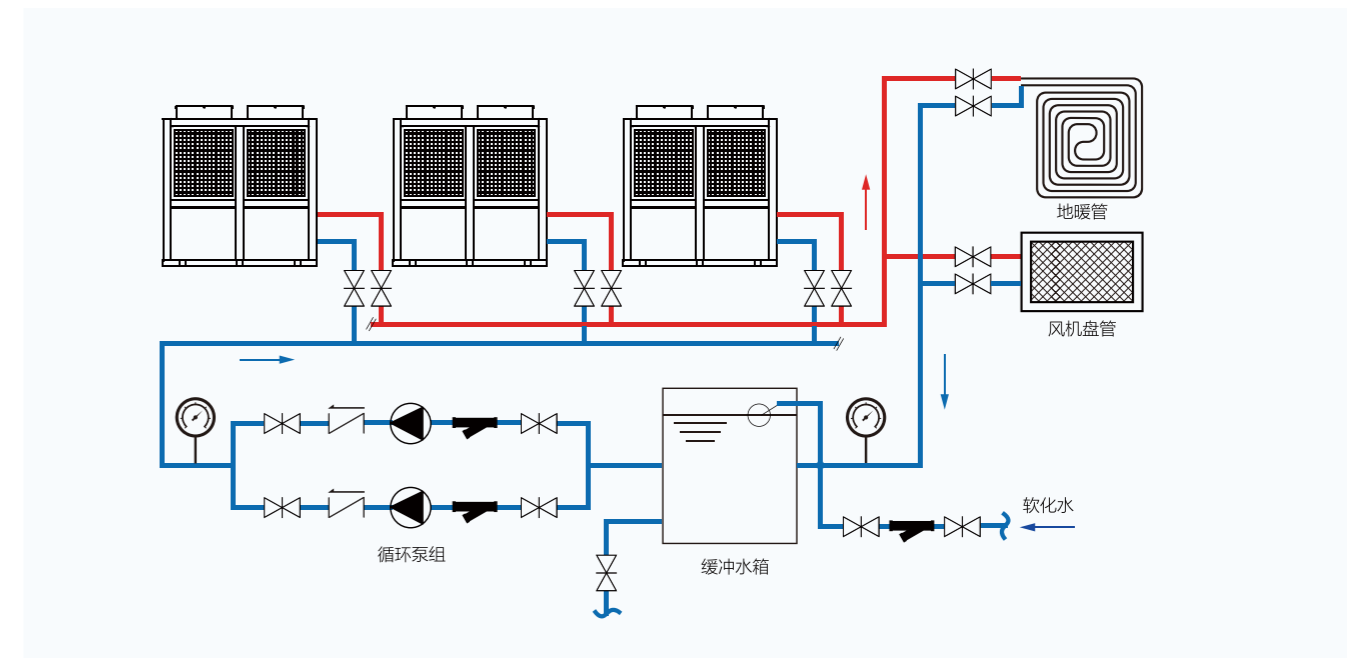 地暖管
风机盘管
软化水
循环泵组
缓冲水箱